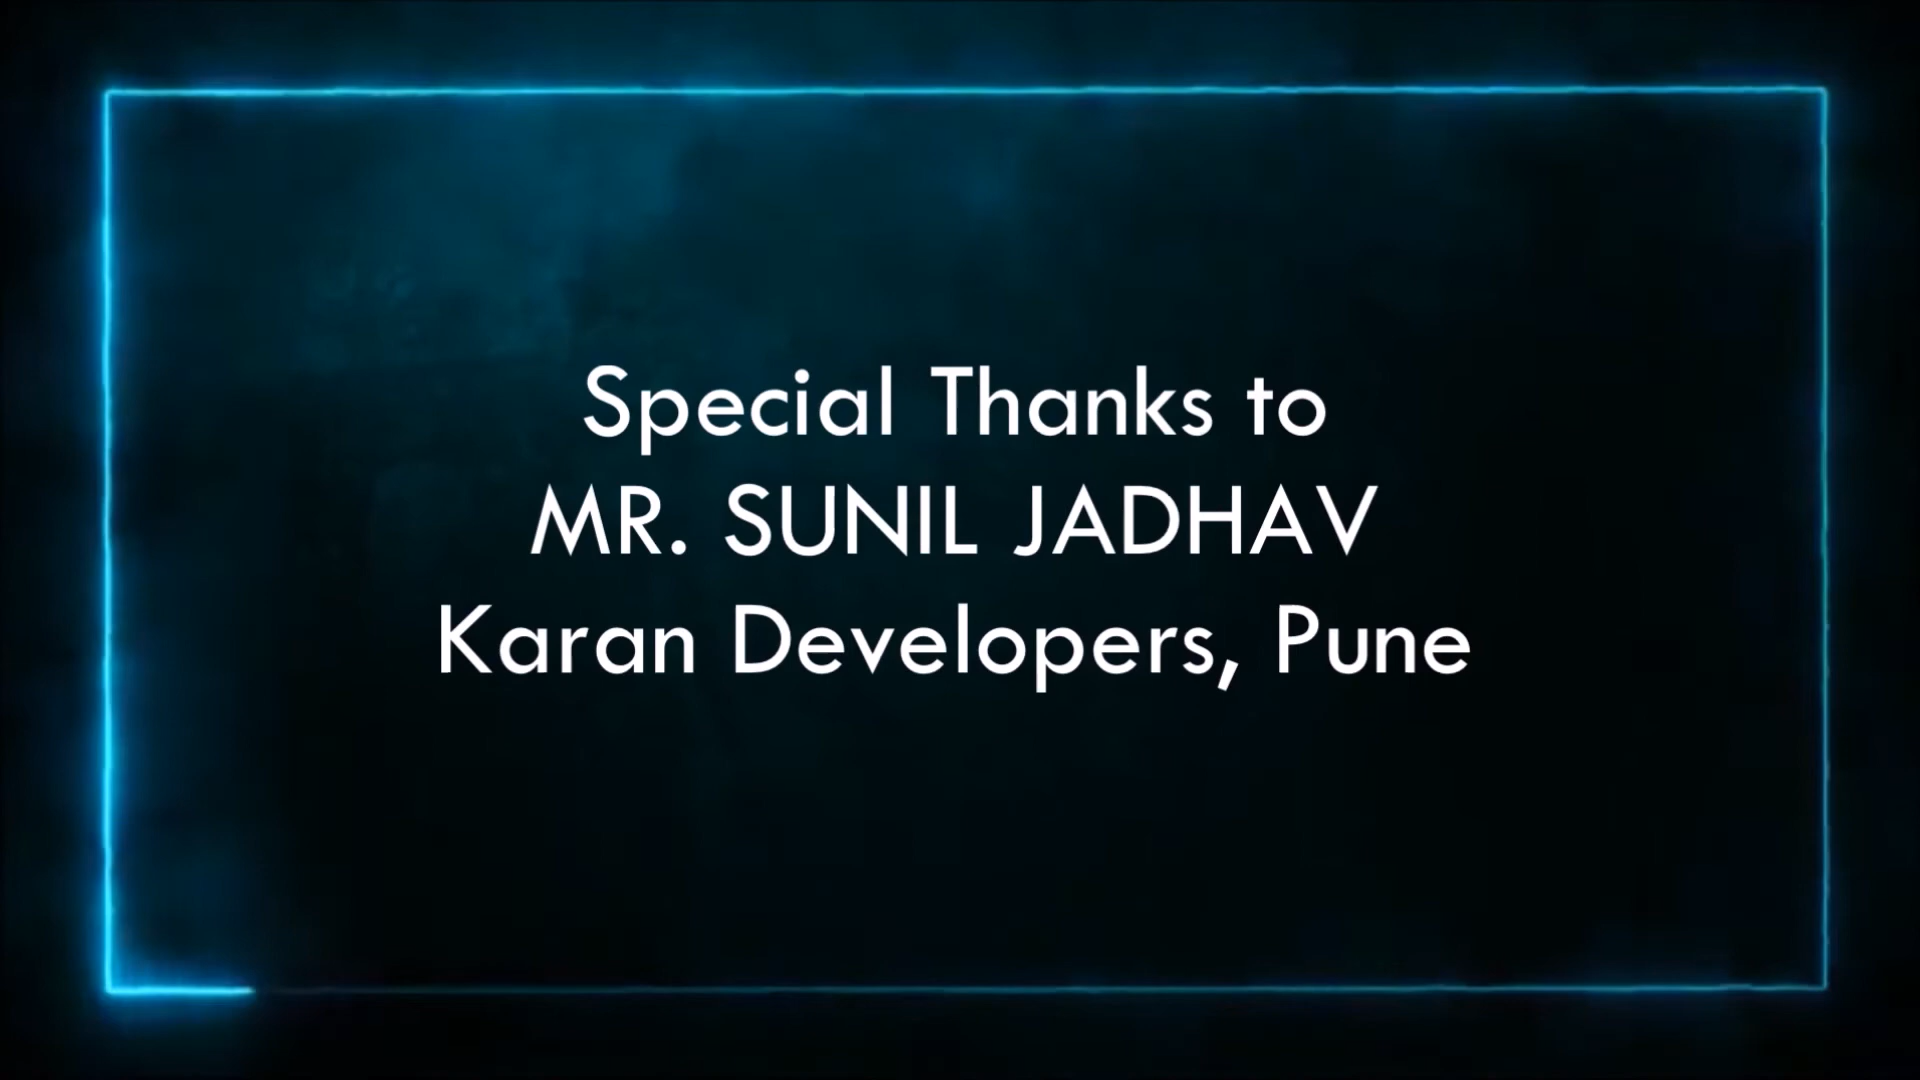 Special Thanks to
MR. SUNIL JADHAV
Karan Developers, Pune